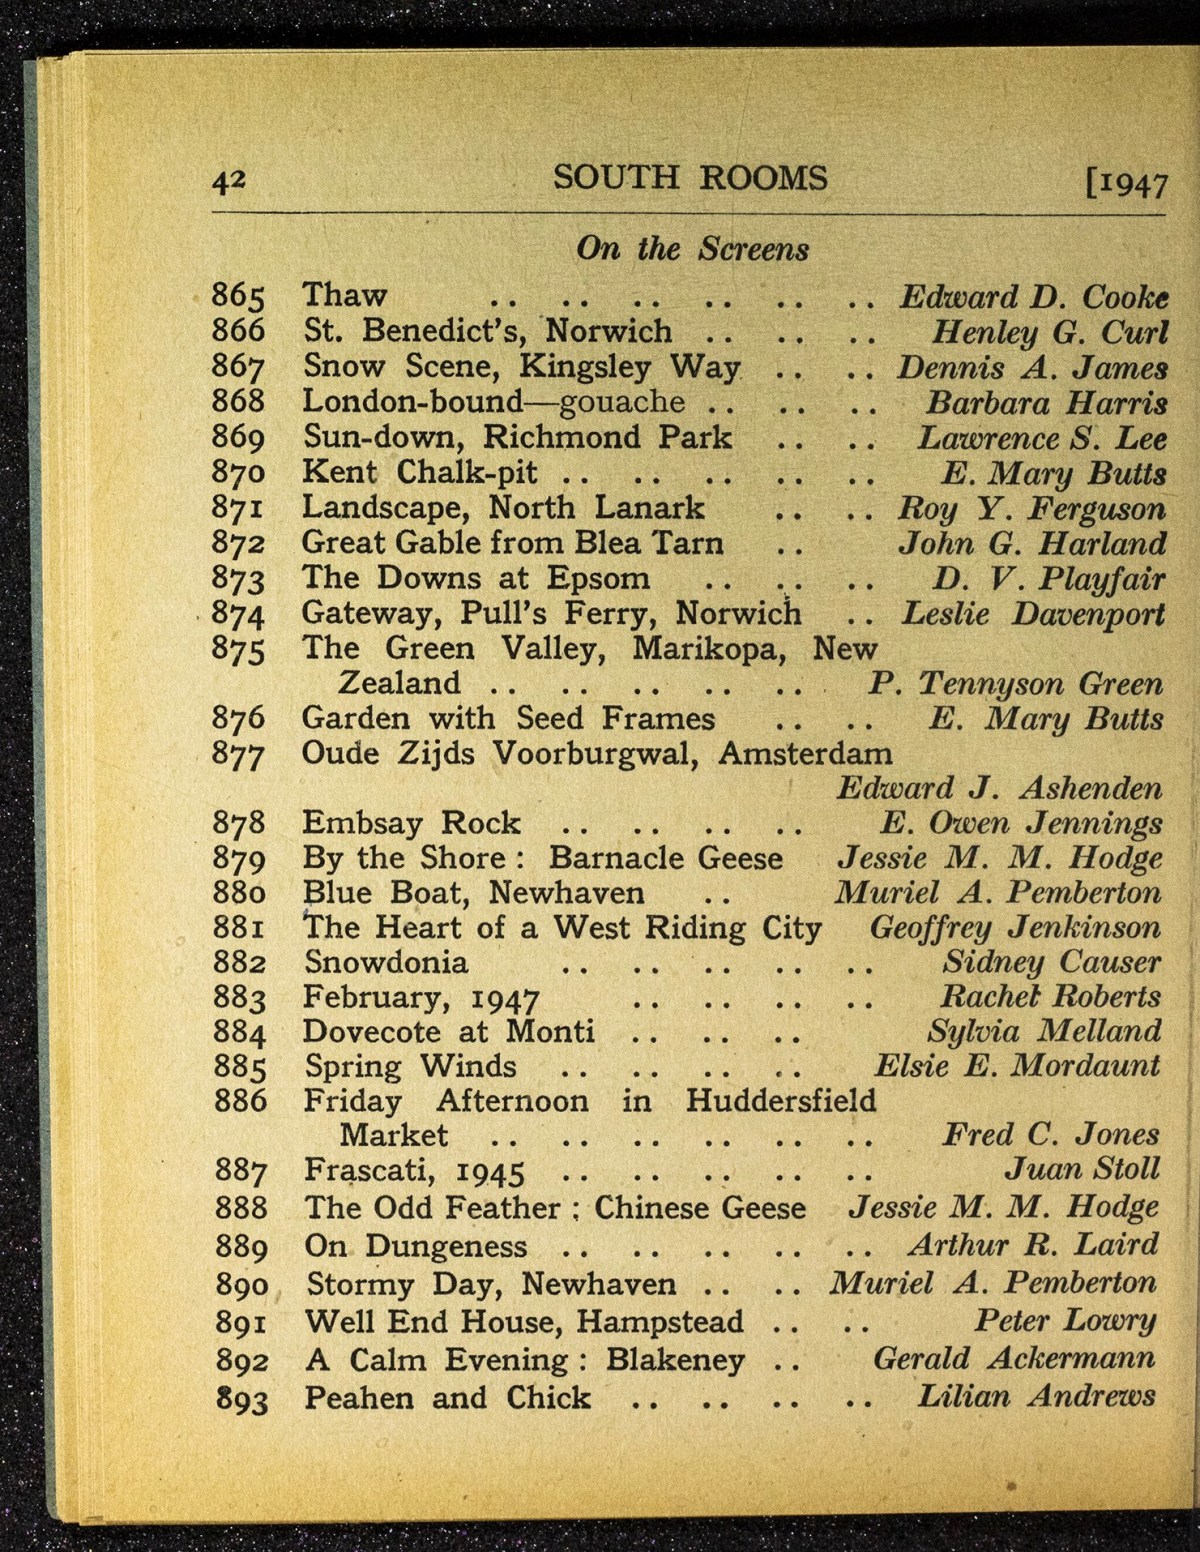 42 SOUTH ROOMS [1947
On the Screens
865 Thaw .. .. .. .. .. .. Edward D. Cooke
866 St. Benedict's, Norwich .. .. .. Henley G. Curl
867 Snow Scene, Kingsley Way .. .. Dennis A. James
868 London-bound—gouache .. .. .. Barbara Harris
869 Sun-down, Richmond Park .. .. Lawrence S. Lee
870 Kent Chalk-pit .. .. .. .. .. E. Mary Butts
871 Landscape, North Lanark .. .. Roy Y. Ferguson
872 Great Gable from Blea Tarn .. John G. Harland
873 The Downs at Epsom .. .. .. D. V. Playfair
874 Gateway, Pull's Ferry, Norwich .. Leslie Davenport
875 The Green Valley, Marikopa, New
Zealand .. .. .. .. .. P. Tennyson Green
876 Garden with Seed Frames .. .. E. Mary Butts
877 Oude Zijds Voorburgwal, Amsterdam
Edward J. Ashenden
878 Embsay Rock .. .. .. .. E. Owen Jennings
879 By the Shore : Barnacle Geese Jessie M. M. Hodge
880 Blue Boat, Newhaven .. Muriel A. Pemberton
881 The Heart of a West Riding City Geoffrey Jenkinson
882 Snowdonia .. .. .. .. .. Sidney Causer
883 February, 1947 .. .. .. .. Rachel Roberts
884 Dovecote at Monti .. .. .. Sylvia Melland
885 Spring Winds .. .. .. .. Elsie E. Mordaunt
886 Friday Afternoon in Huddersfield
Market .. .. .. .. .. .. Fred C. Jones
887 Frascati, 1945 .. .. .. .. .. Juan Stoll
888 The Odd Feather : Chinese Geese Jessie M. M. Hodge
889 On Dungeness .. .. .. .. .. Arthur R. Laird
890 Stormy Day, Newhaven .. .. Muriel A. Pemberton
891 Well End House, Hampstead .. .. Peter Lowry
892 A Calm Evening : Blakeney .. Gerald Ackermann
893 Peahen and Chick .. .. .. .. Lilian Andrews